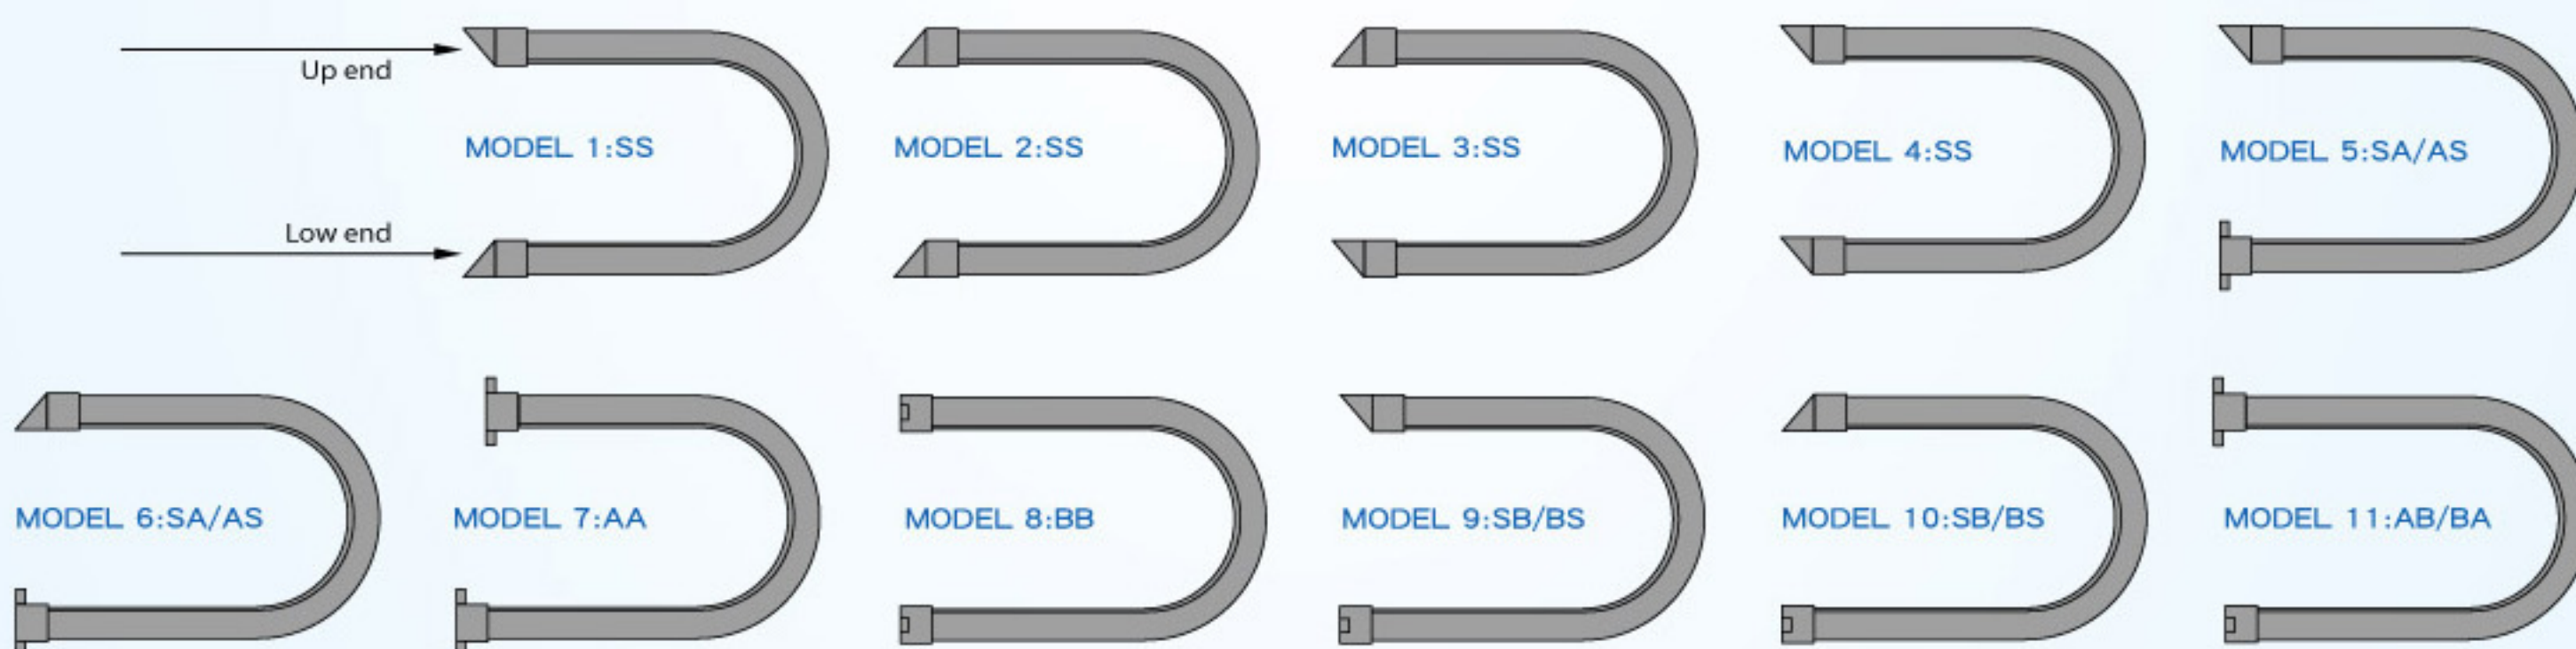 Up end
Low end
MODEL 1:SS
MODEL 2:SS
MODEL 3:SS
MODEL 4:SS
MODEL 5:SA/AS
MODEL 6:SA/AS
MODEL 7:AA
MODEL 8:BB
MODEL 9:SB/BS
MODEL 10:SB/BS
MODEL 11:AB/BA